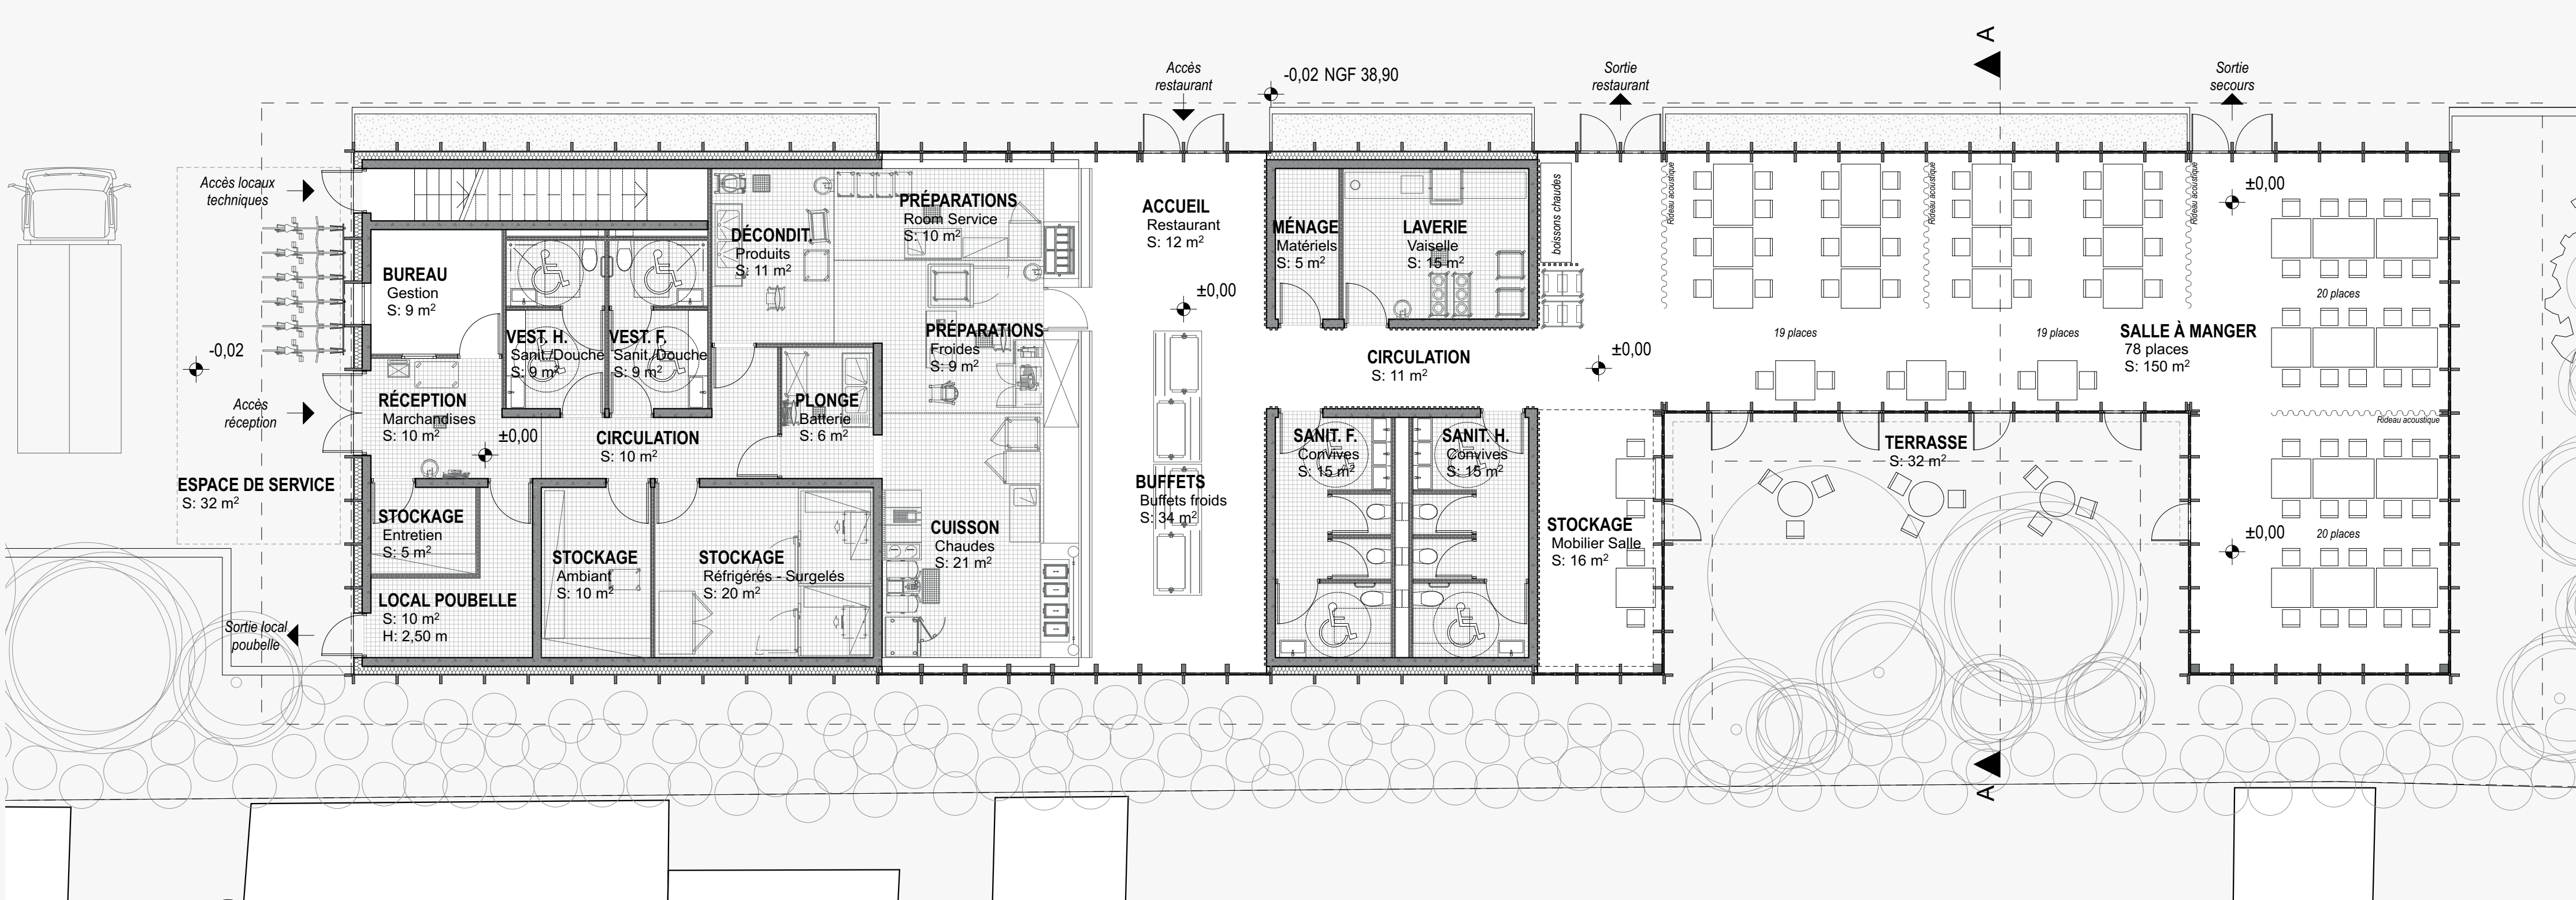 A
Accès
restaurant
-0,02 NGF 38,90
Sortie
restaurant
Sortie
secours
Accès locaux
techniques
BUREAU
Gestion
S: 9 m²
VEST. H.
Sanit./Douche
S: 9 m²
VEST. F.
Sanit./Douche
S: 9 m²
DÉCONDIT.
Produits
S: 11 m²
PRÉPARATIONS
Room Service
S: 10 m²
PRÉPARATIONS
Froides
S: 9 m²
ACCUEIL
Restaurant
S: 12 m²
±0,00
MÉNAGE
Matériels
S: 5 m²
LAVERIE
Vaiselle
S: 15 m²
boissons chaudes
Rideau acoustique
Rideau acoustique
Rideau acoustique
±0,00
20 places
19 places
19 places
SALLE À MANGER
78 places
S: 150 m²
CIRCULATION
S: 11 m²
±0,00
-0,02
Accès
réception
RÉCEPTION
Marchandises
S: 10 m²
±0,00
CIRCULATION
S: 10 m²
PLONGE
Batterie
S: 6 m²
ESPACE DE SERVICE
S: 32 m²
STOCKAGE
Entretien
S: 5 m²
STOCKAGE
Ambiant
S: 10 m²
STOCKAGE
Réfrigérés - Surgelés
S: 20 m²
CUISSON
Chaudes
S: 21 m²
BUFFETS
Buffets froids
S: 34 m²
SANIT. F.
Convives
S: 15 m²
SANIT. H.
Convives
S: 15 m²
STOCKAGE
Mobilier Salle
S: 16 m²
TERRASSE
S: 32 m²
Rideau acoustique
±0,00
20 places
LOCAL POUBELLE
S: 10 m²
H: 2,50 m
Sortie local
poubelle
A